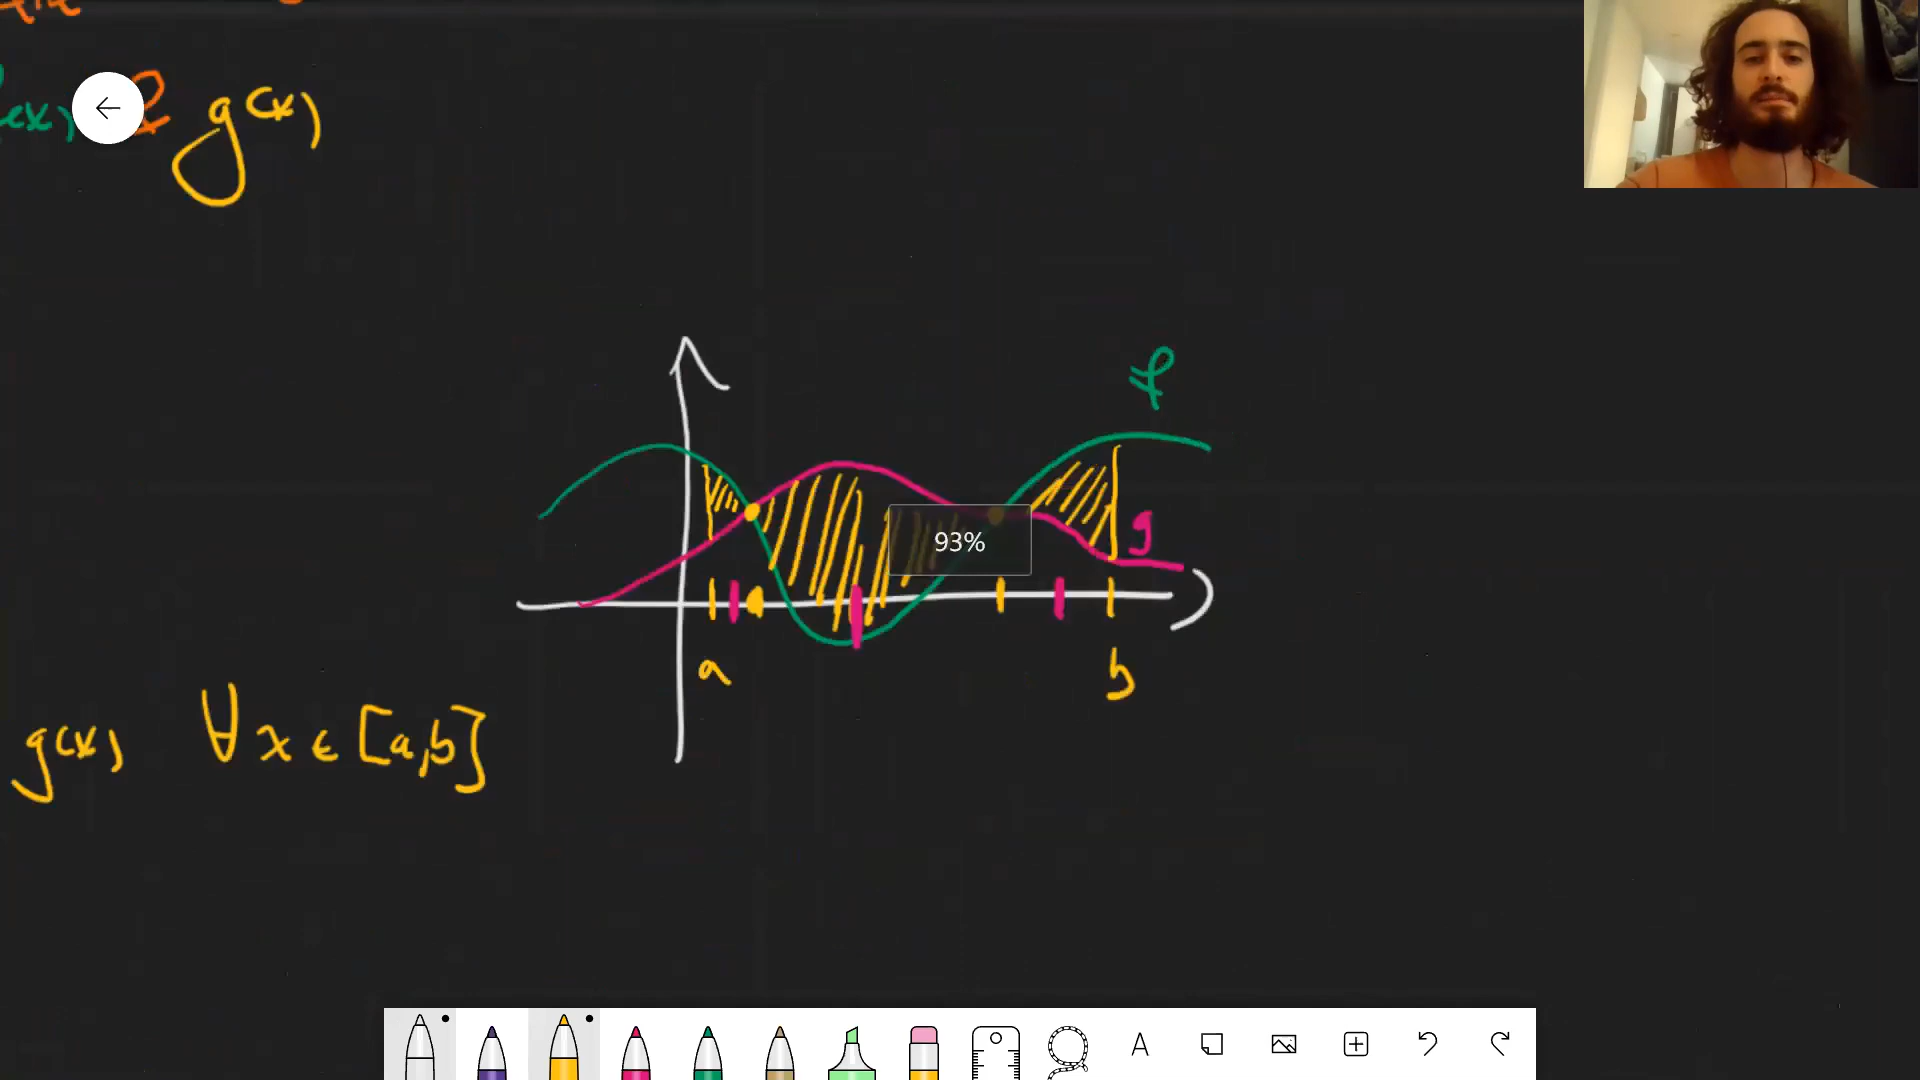 (x) g(x)
f
93%
g
a b
g(x) ∀x∈[a,b]
A